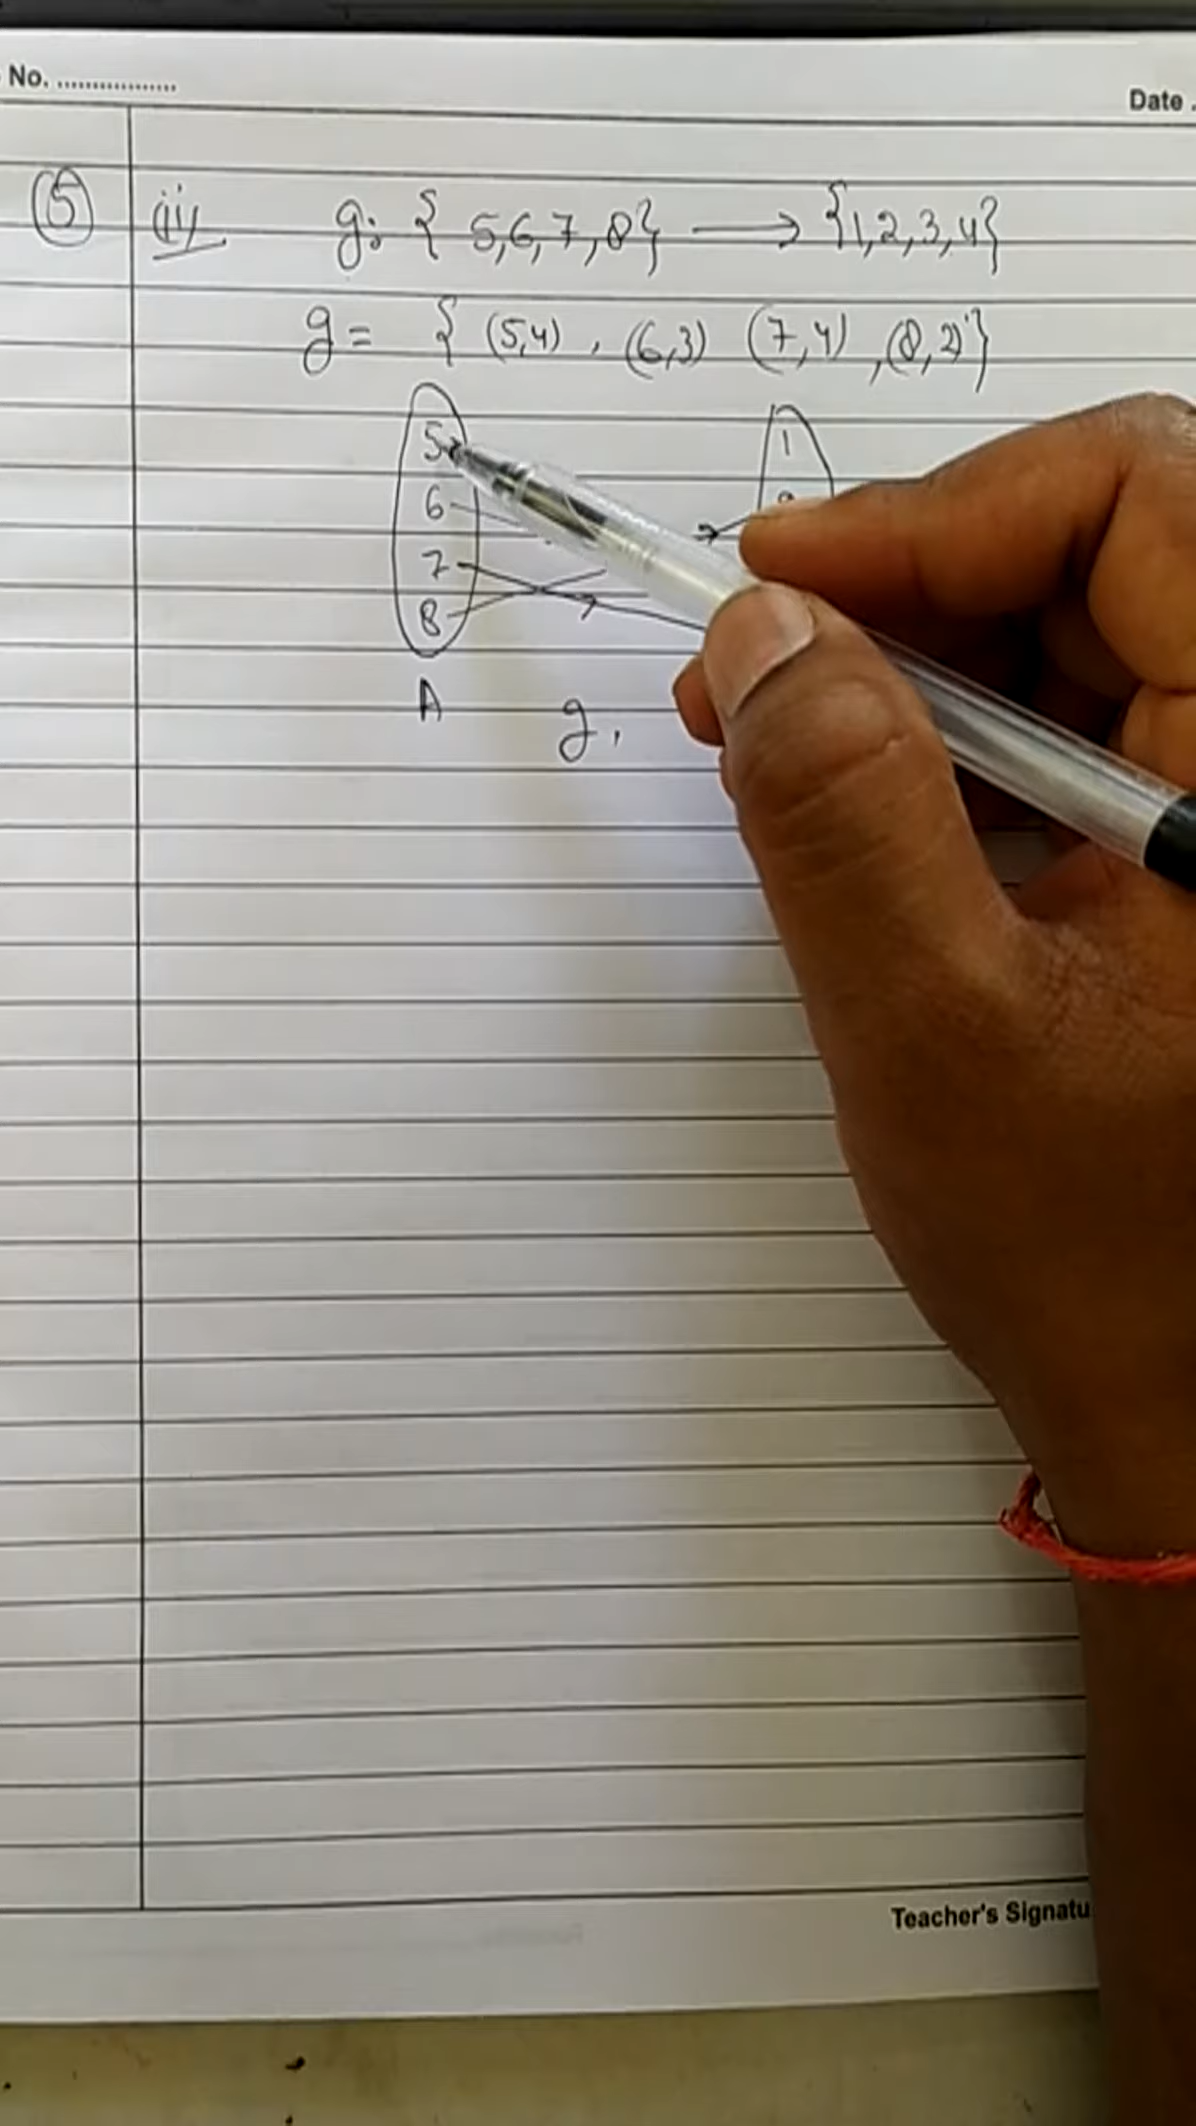 No. .................
Date .
5 (ii) g: { 5,6,7,8} → {1,2,3,4}
g = { (5,4) , (6,3) (7,4) , (8,2) }
5 1
6
7
8
A g,
Teacher's Signatu